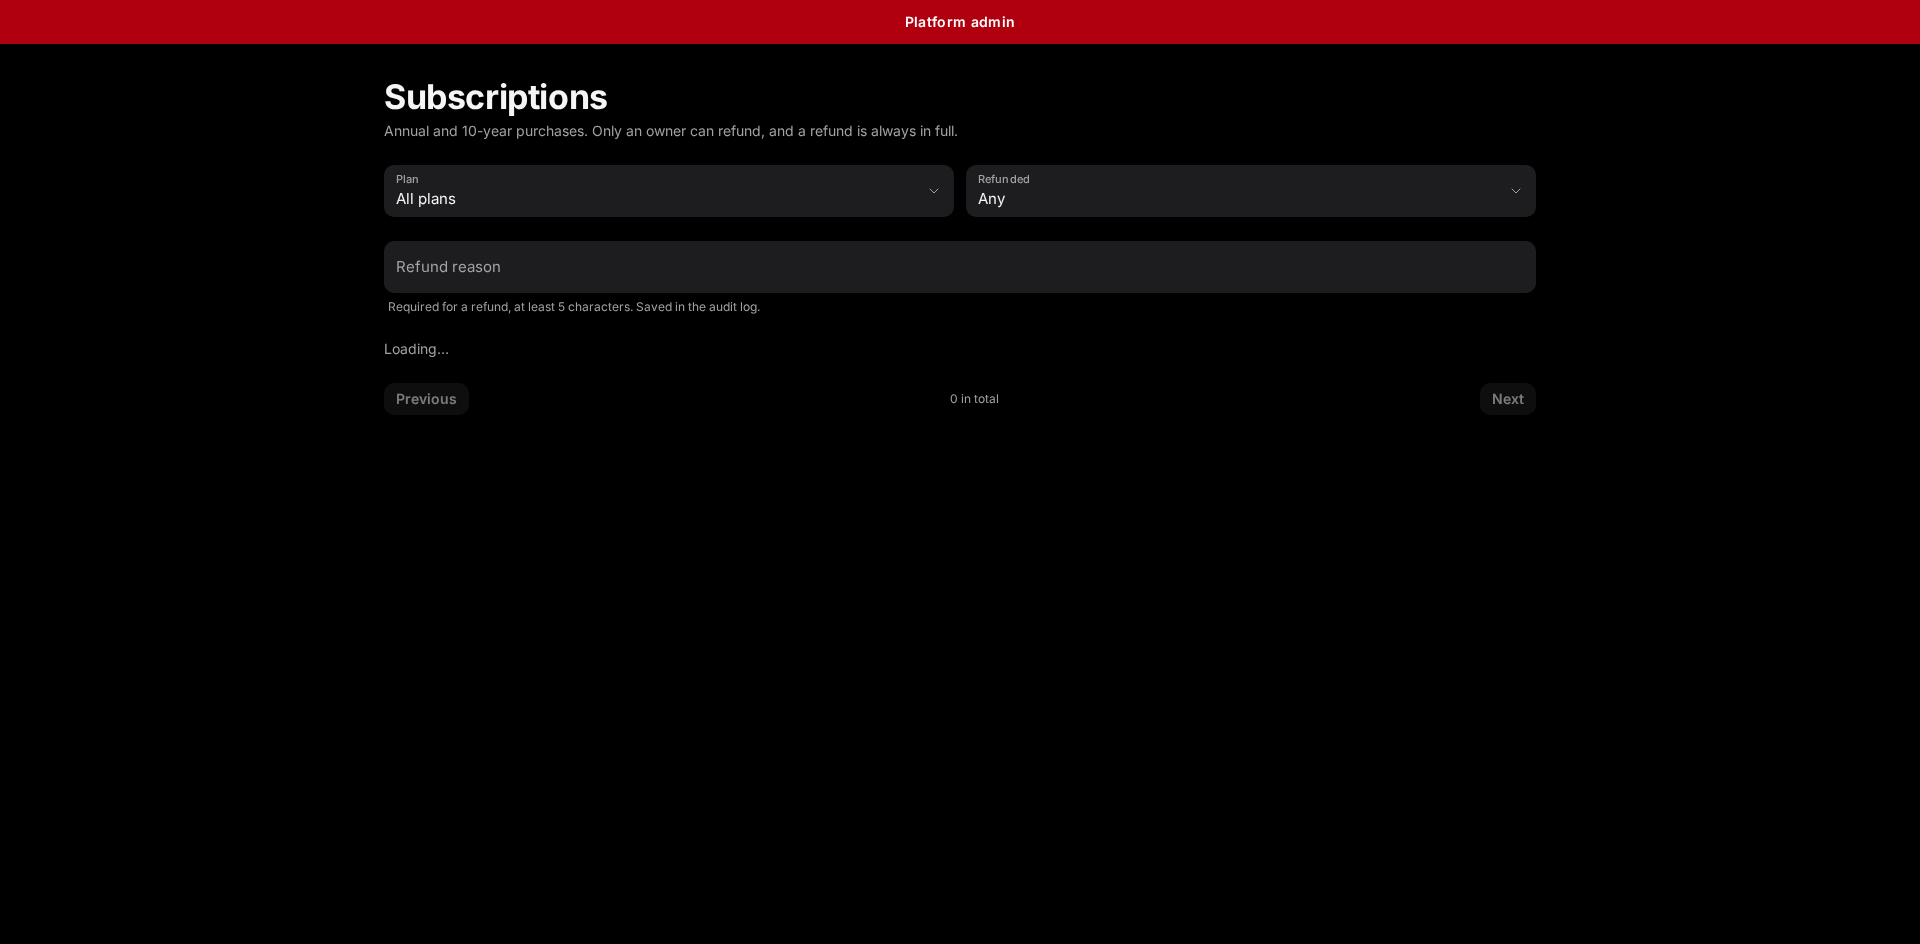 Platform admin
Subscriptions
Annual and 10-year purchases. Only an owner can refund, and a refund is always in full.
Plan
All plans
Refunded
Any
Refund reason
Required for a refund, at least 5 characters. Saved in the audit log.
Loading...
Previous
0 in total
Next